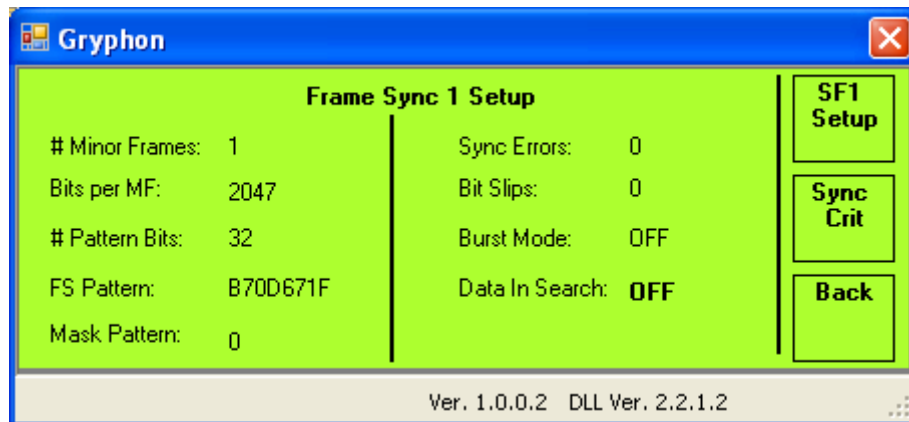 Gryphon
Frame Sync 1 Setup
# Minor Frames: 1
Bits per MF: 2047
# Pattern Bits: 32
FS Pattern: B70D671F
Mask Pattern: 0
Sync Errors: 0
Bit Slips: 0
Burst Mode: OFF
Data In Search: OFF
SF1
Setup
Sync
Crit
Back
Ver. 1.0.0.2 DLL Ver. 2.2.1.2